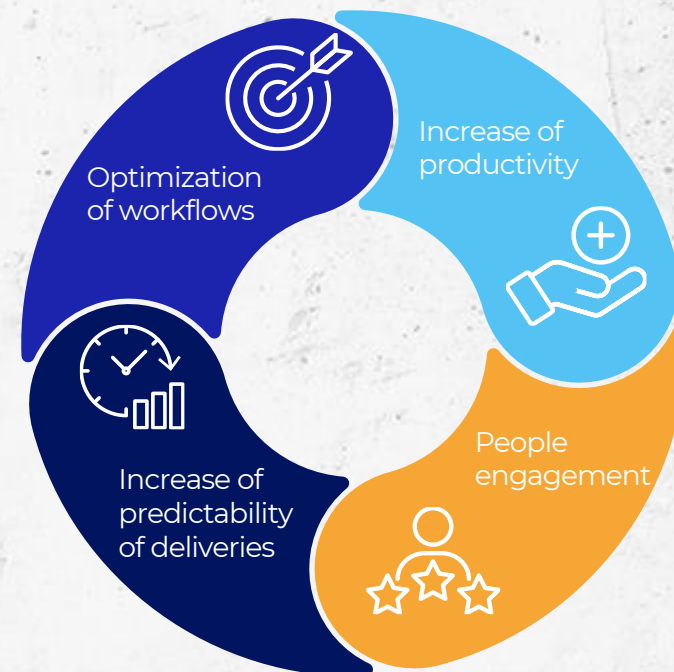 Optimization
of workflows
Increase of
productivity
People
engagement
Increase of
predictability
of deliveries